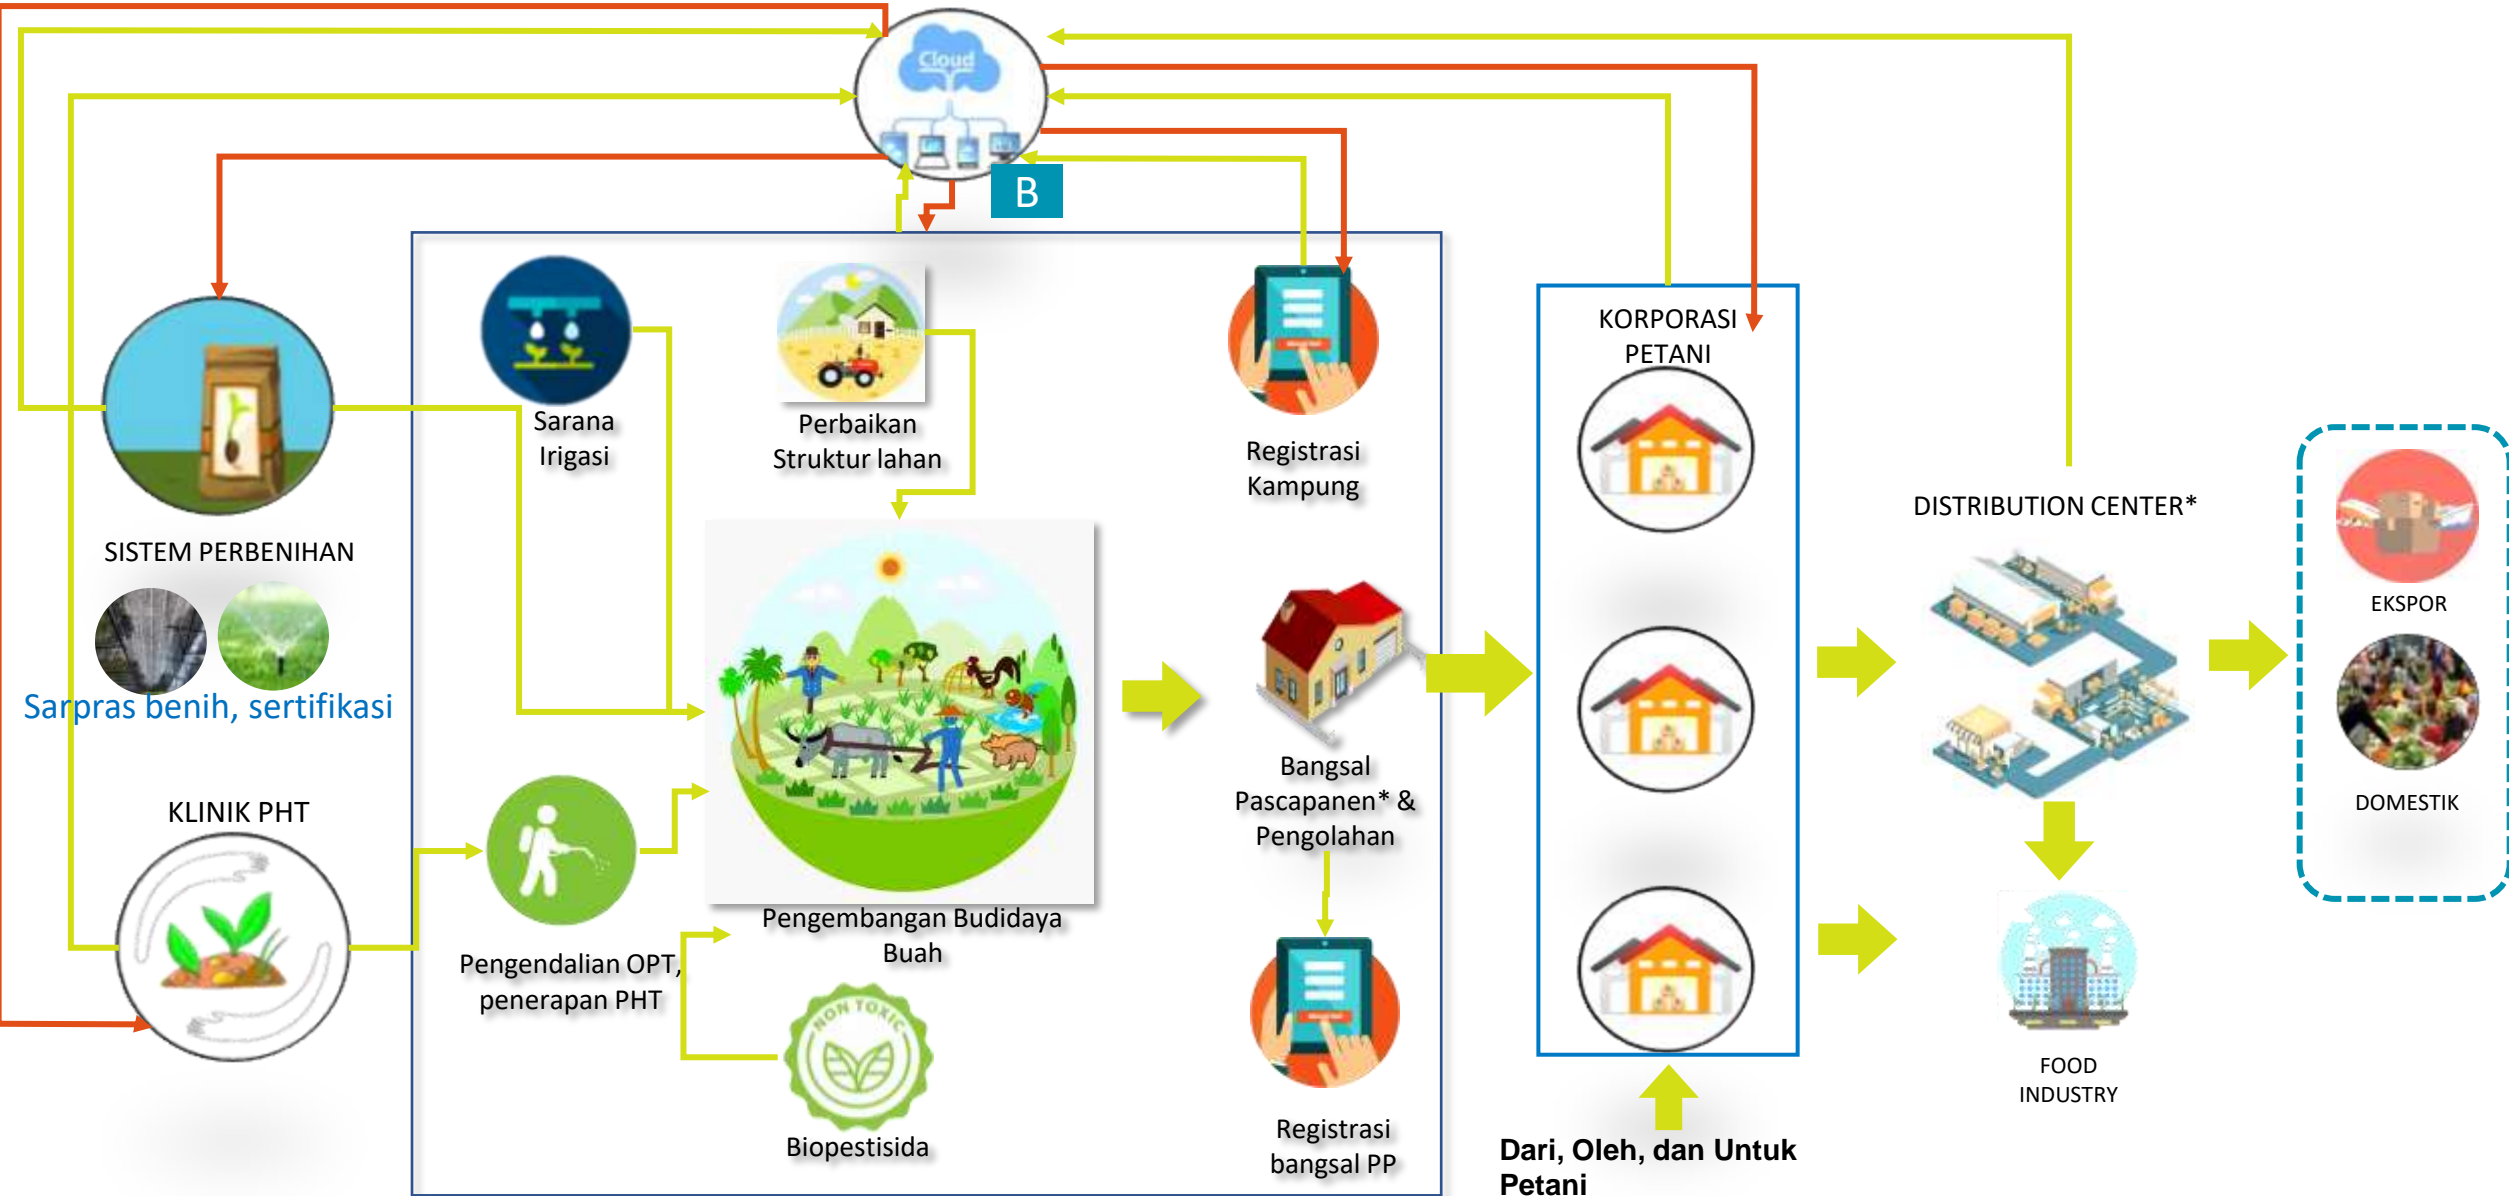 Cloud
B
KORPORASI
PETANI
Sarana
Irigasi
Perbaikan
Struktur lahan
Registrasi
Kampung
DISTRIBUTION CENTER*
SISTEM PERBENIHAN
EKSPOR
Sarpras benih, sertifikasi
Bangsal
Pascapanen* &
Pengolahan
DOMESTIK
KLINIK PHT
Pengembangan Budidaya
Buah
Pengendalian OPT,
penerapan PHT
NON TOXIC
FOOD
INDUSTRY
Biopestisida
Registrasi
bangsal PP
Dari, Oleh, dan Untuk
Petani